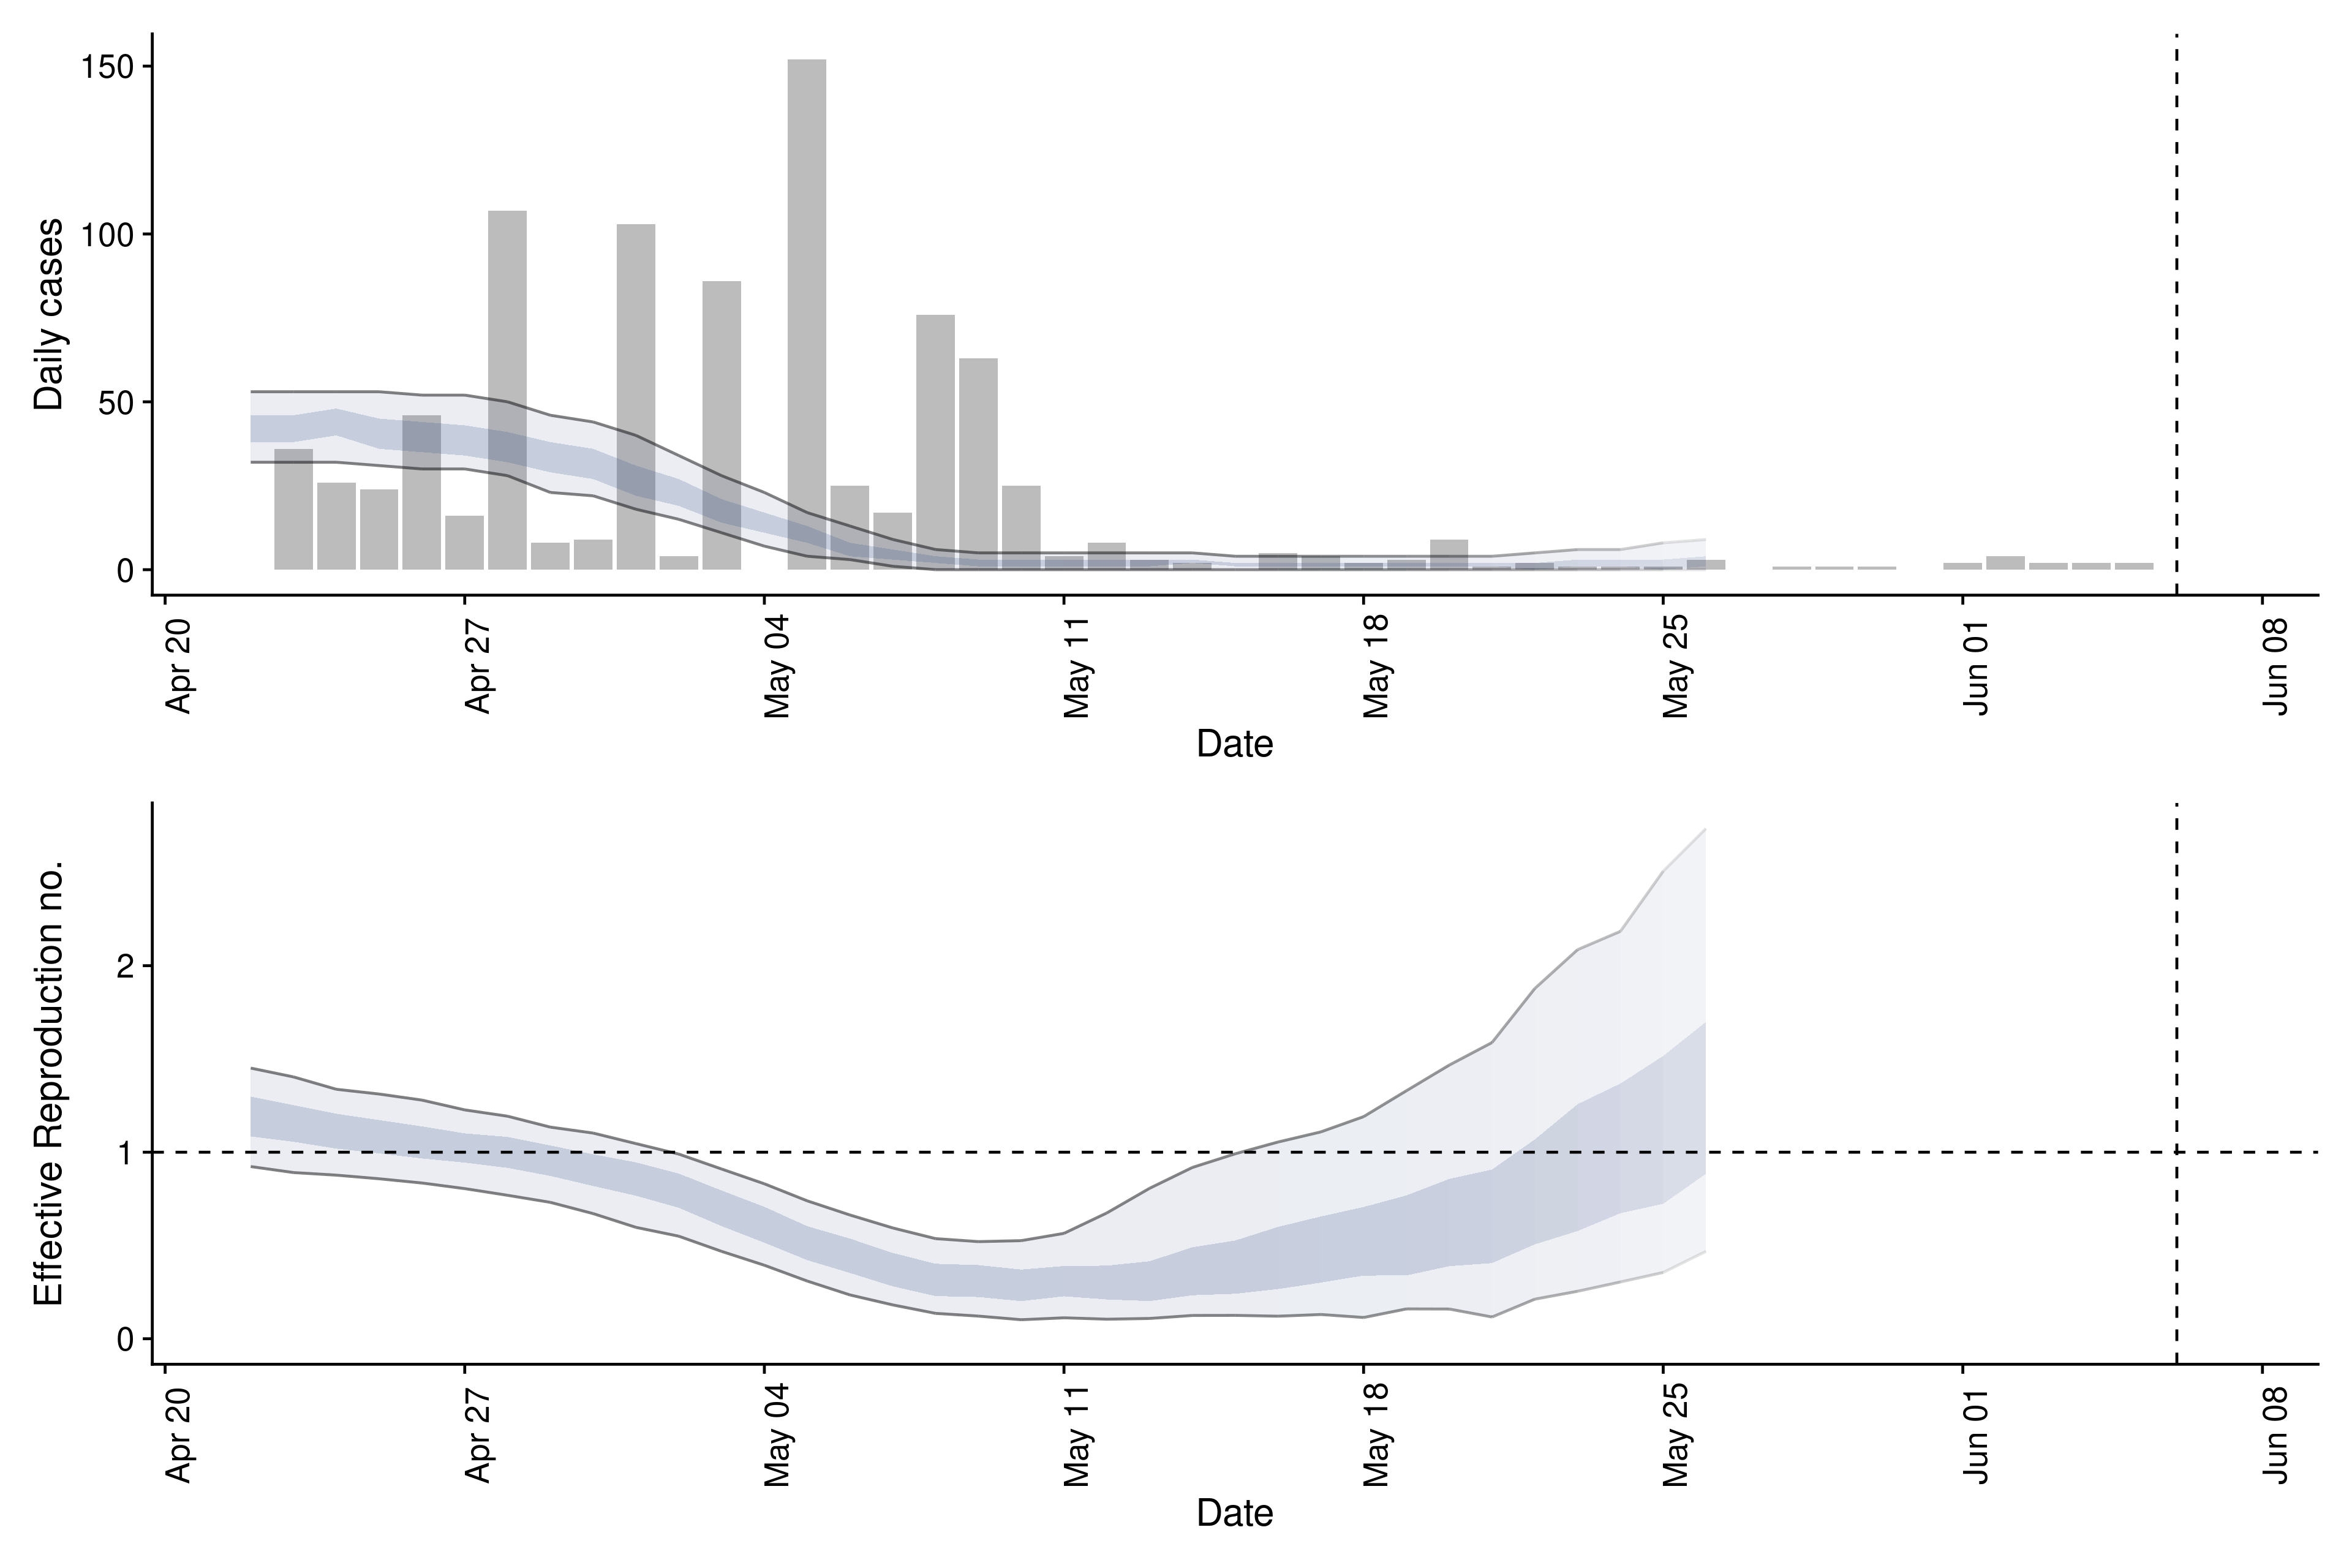 Daily cases
150
100
50
0
Apr 20
Apr 27
May 04
May 11
May 18
May 25
Jun 01
Jun 08
Date
Effective Reproduction no.
2
1
0
Apr 20
Apr 27
May 04
May 11
May 18
May 25
Jun 01
Jun 08
Date